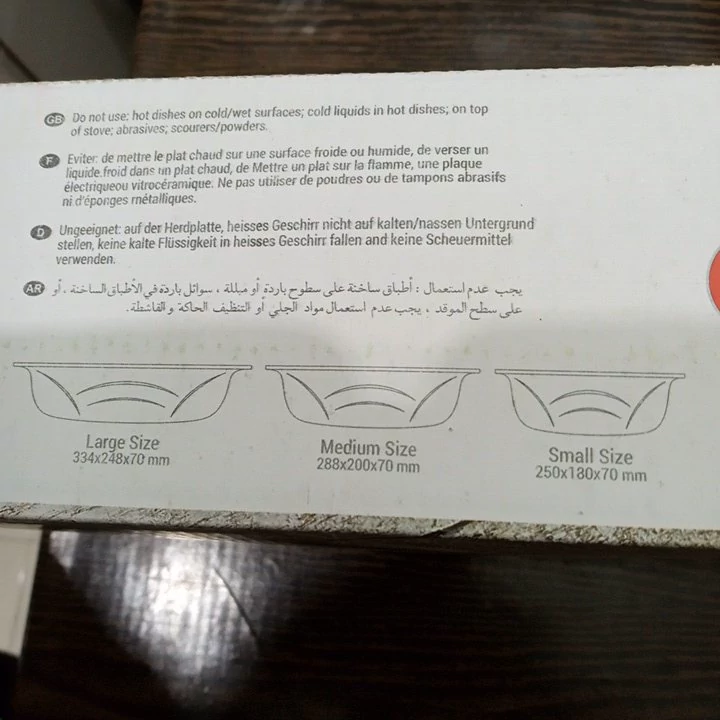 GB Do not use: hot dishes on cold/wet surfaces; cold liquids in hot dishes; on top
of stove; abrasives; scourers/powders.
F Eviter: de mettre le plat chaud sur une surface froide ou humide, de verser un
liquide froid dans un plat chaud, de Mettre un plat sur la flamme, une plaque
électriqueou vitrocéramique. Ne pas utiliser de poudres ou de tampons abrasifs
ni d'éponges métalliques.
D Ungeeignet: auf der Herdplatte, heisses Geschirr nicht auf kalten/nassen Untergrund
stellen, keine kalte Flüssigkeit in heisses Geschirr fallen and keine Scheuermittel
verwenden.
AR يجب عدم استعمال : أطباق ساخنة على سطوح باردة أو مبللة ، سوائل باردة في الأطباق الساخنة ، أو
على سطح الموقد ، يجب عدم استعمال مواد الجلي أو التنظيف الحاكة و القاشطة.
Large Size
334x248x70 mm
Medium Size
288x200x70 mm
Small Size
250x180x70 mm